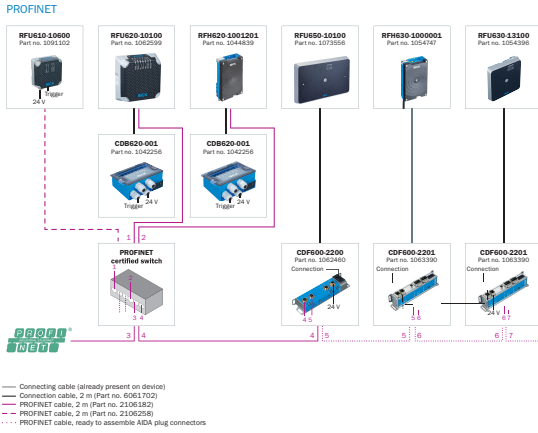 PROFINET
RFU610-10600
Part no. 1091102
Trigger
24 V
RFU620-10100
Part no. 1062599
RFH620-1001201
Part no. 1044839
RFU650-10100
Part no. 1073556
RFH630-1000001
Part no. 1054747
RFU630-13100
Part no. 1054396
CDB620-001
Part no. 1042256
24 V
Trigger
CDB620-001
Part no. 1042256
24 V
Trigger
1 2
PROFINET
certified switch
1
2
3 4
CDF600-2200
Part no. 1062460
Connection
24 V
4 5
CDF600-2201
Part no. 1063390
Connection
5 6
CDF600-2201
Part no. 1063390
Connection
24 V
6 7
PROFI
NET
®
3 4 4 5 5 6 6 7
Connecting cable (already present on device)
Connection cable, 2 m (Part no. 6061702)
PROFINET cable, 2 m (Part no. 2106182)
PROFINET cable, 2 m (Part no. 2106258)
PROFINET cable, ready to assemble AIDA plug connectors